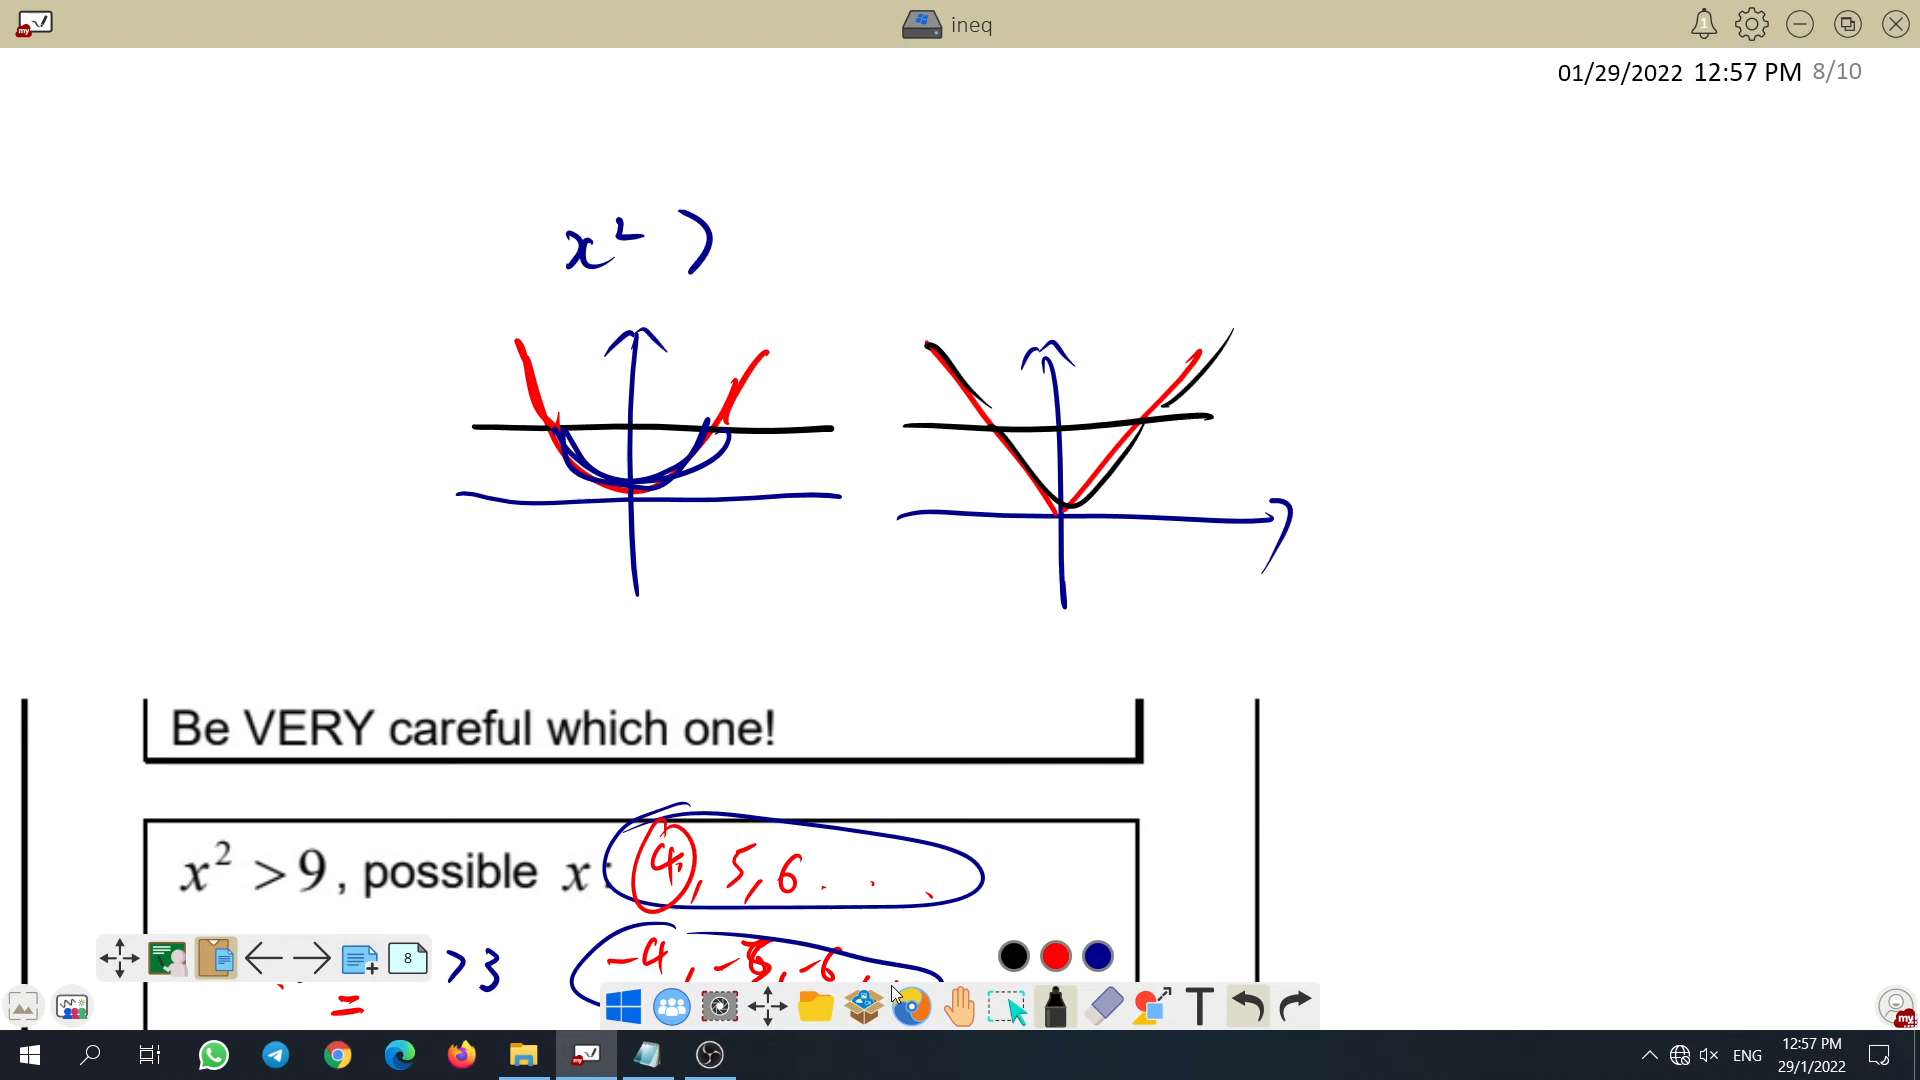 ineq
01/29/2022 12:57 PM 8/10
x² >
Be VERY careful which one!
x² > 9, possible x: 4, 5, 6 . . .
> 3 -4, -5, -6, . .
=
8
T
ENG
12:57 PM
29/1/2022